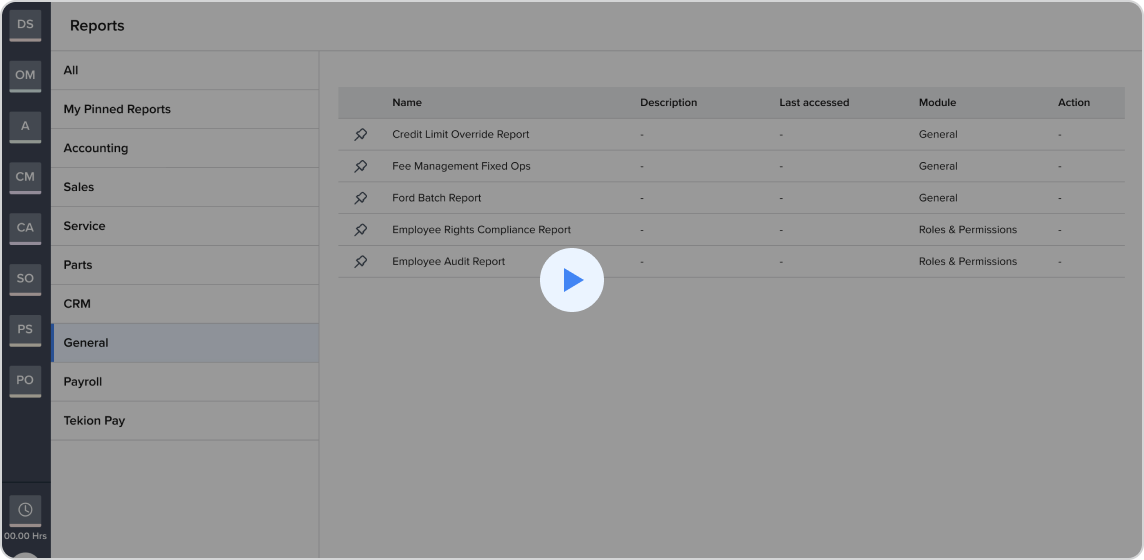 DS
OM
A
CM
CA
SO
PS
PO
00.00 Hrs
Reports
All
My Pinned Reports
Accounting
Sales
Service
Parts
CRM
General
Payroll
Tekion Pay
Name Description Last accessed Module Action
Credit Limit Override Report - - General -
Fee Management Fixed Ops - - General -
Ford Batch Report - - General -
Employee Rights Compliance Report - - Roles & Permissions -
Employee Audit Report - - Roles & Permissions -